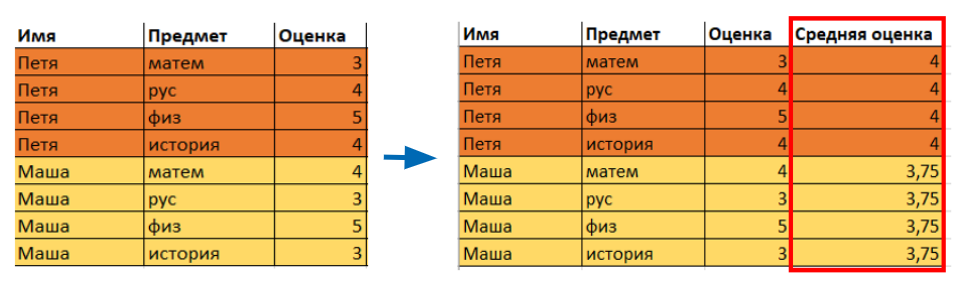 Имя Предмет Оценка
Петя матем 3
Петя рус 4
Петя физ 5
Петя история 4
Маша матем 4
Маша рус 3
Маша физ 5
Маша история 3
Имя Предмет Оценка Средняя оценка
Петя матем 3 4
Петя рус 4 4
Петя физ 5 4
Петя история 4 4
Маша матем 4 3,75
Маша рус 3 3,75
Маша физ 5 3,75
Маша история 3 3,75